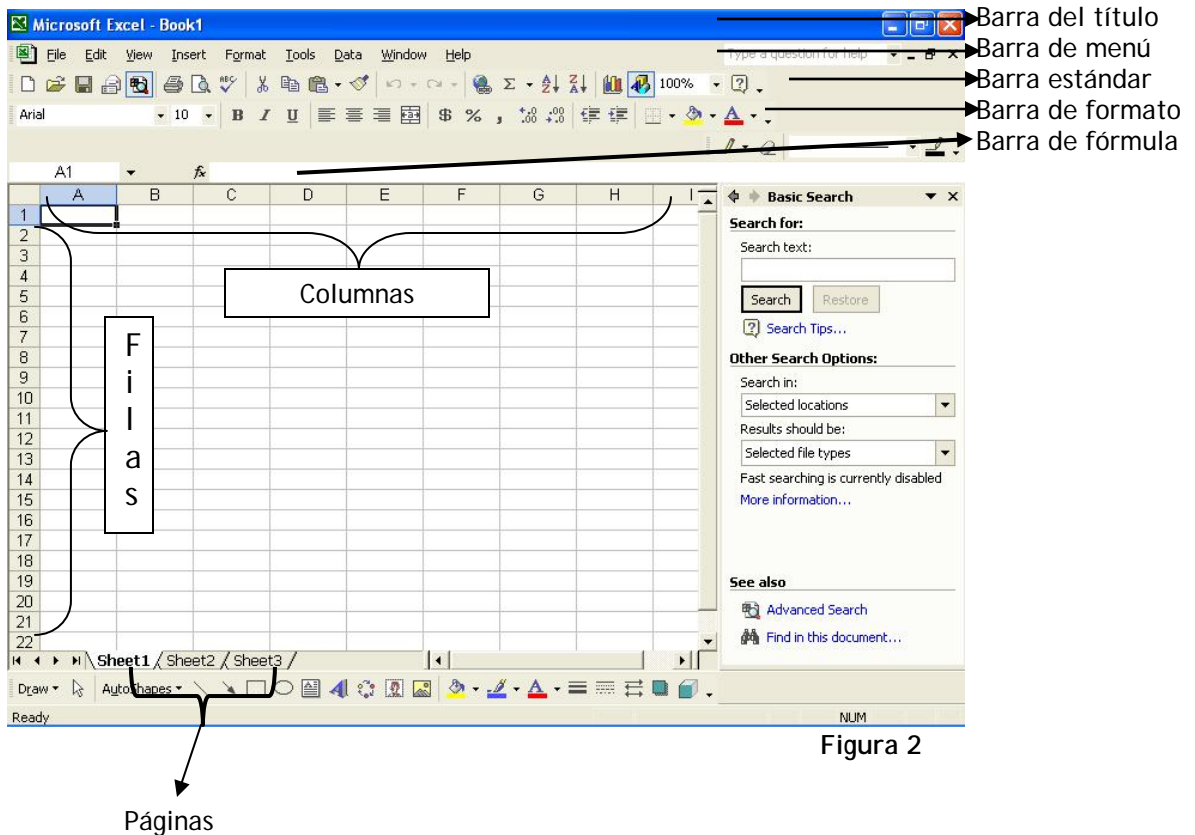 Microsoft Excel - Book1
Barra del título
File Edit View Insert Format Tools Data Window Help
Type a question for help
Barra de menú
ABC Σ A Z Z A 100% ?
Barra estándar
Arial 10 B I U $ % , A
Barra de formato
Barra de fórmula
A1 fx
A B C D E F G H I
Basic Search
1
2
3
4
5
6
7
8
9
10
11
12
13
14
15
16
17
18
19
20
21
22
Columnas
F
i
l
a
s
Search for:
Search text:
Search Restore
Search Tips...
Other Search Options:
Search in:
Selected locations
Results should be:
Selected file types
Fast searching is currently disabled
More information...
See also
Advanced Search
Find in this document...
Sheet1 Sheet2 Sheet3
Draw AutoShapes A A
Ready NUM
Figura 2
Páginas